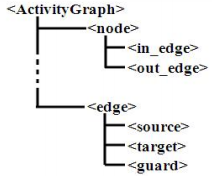 <ActivityGraph>
<node>
<in_edge>
<out_edge>
<edge>
<source>
<target>
<guard>